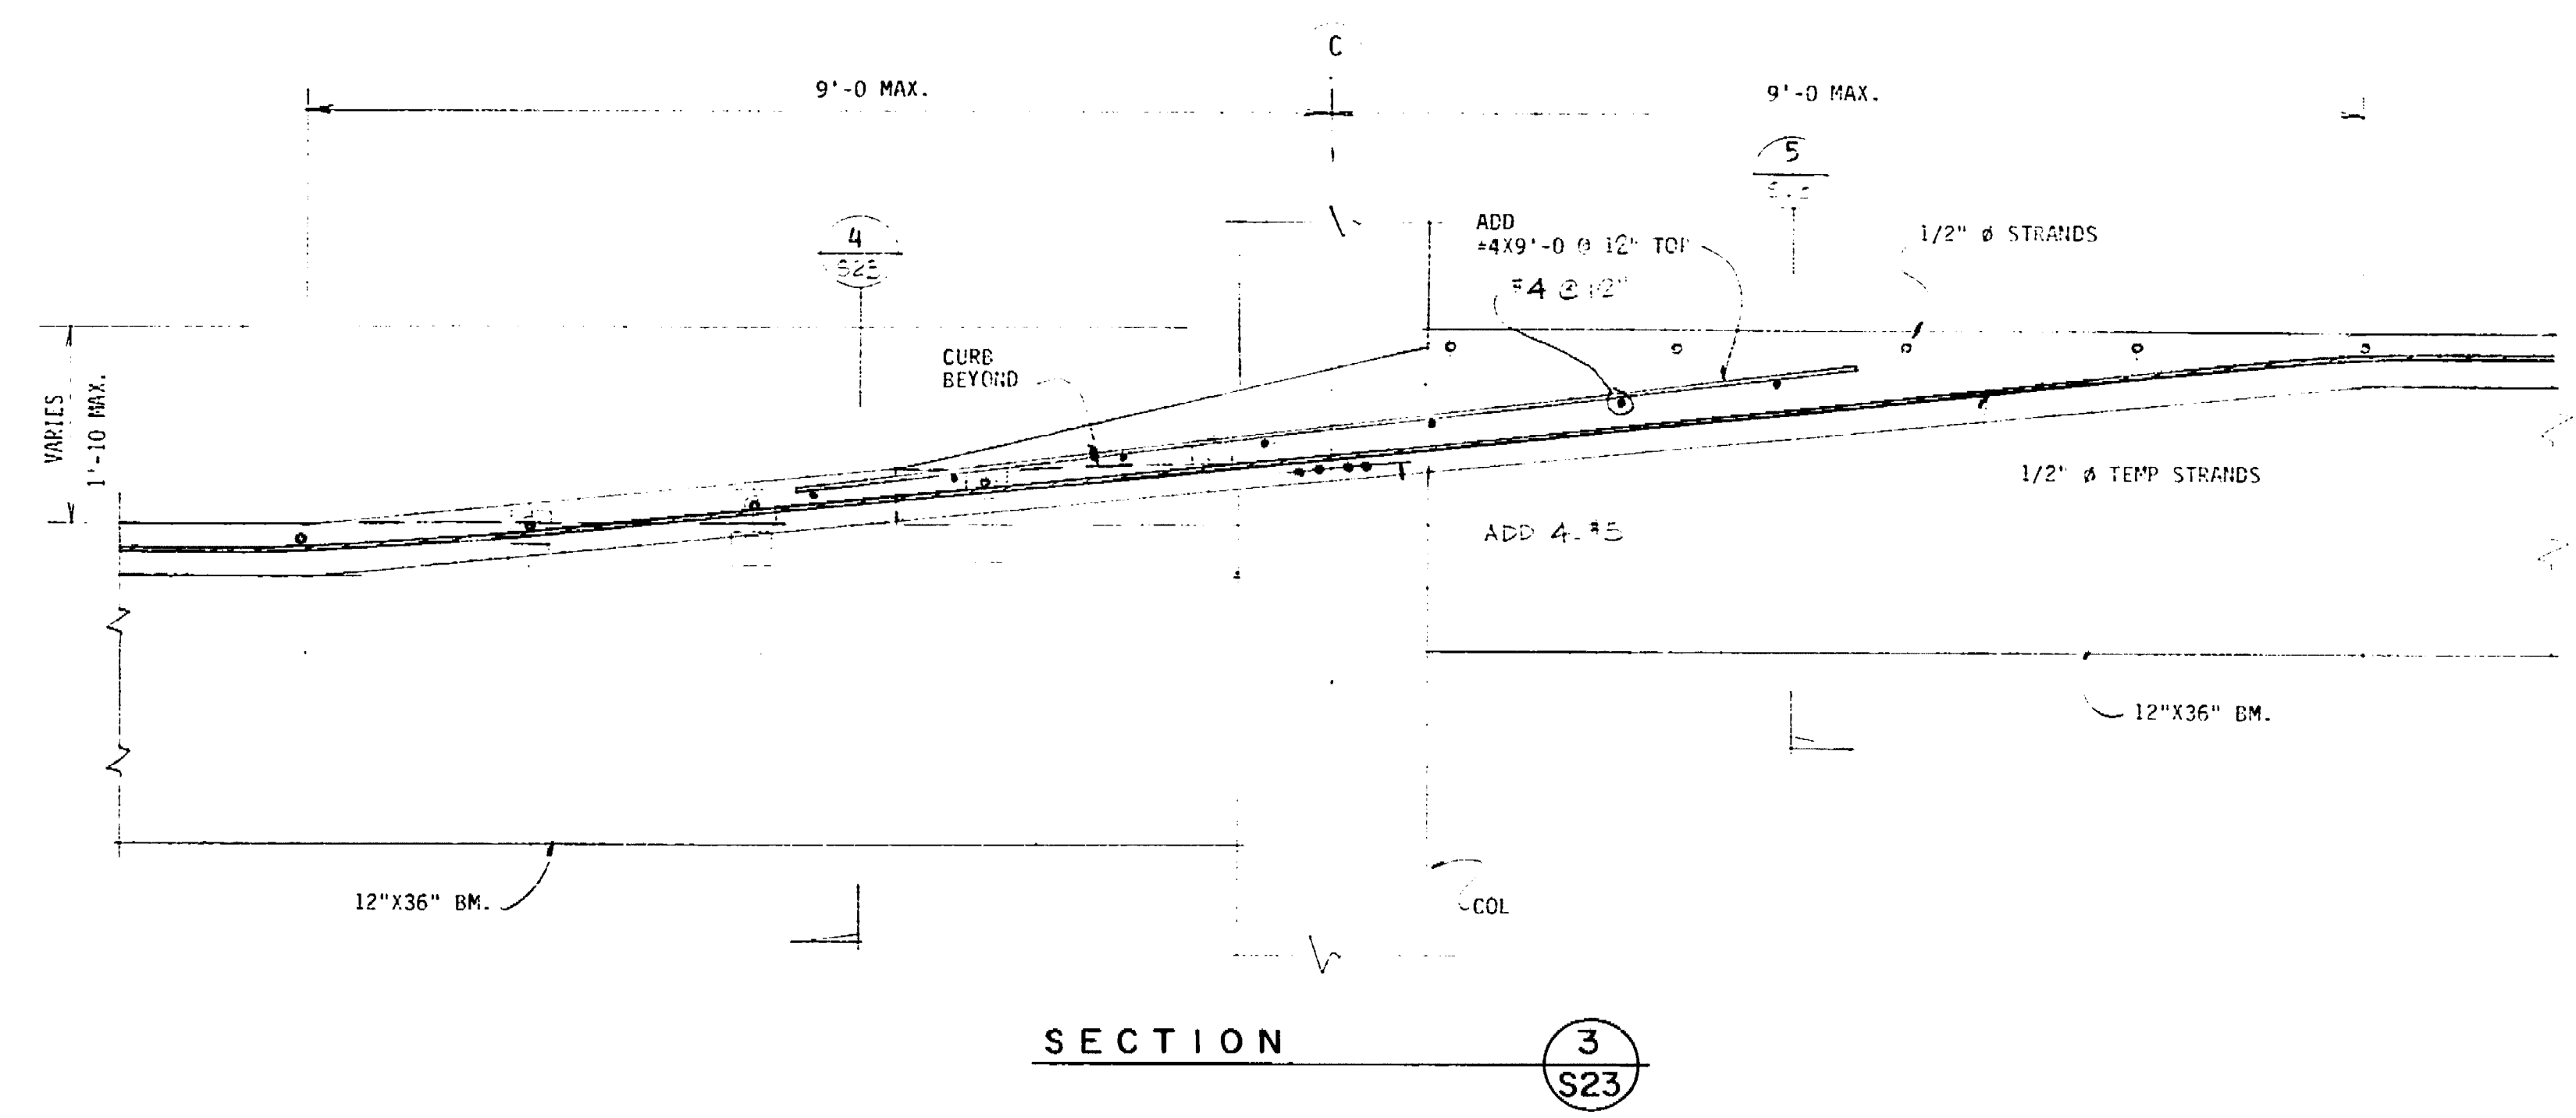 C
9'-0 MAX.
9'-0 MAX.
5
4
S23
ADD
#4X9'-0 @ 12" TOP
#4 @ 12"
1/2" Ø STRANDS
CURB
BEYOND
VARIES
1'-10 MAX.
1/2" Ø TEMP STRANDS
ADD 4-#5
12"X36" BM.
12"X36" BM.
COL
SECTION
3
S23